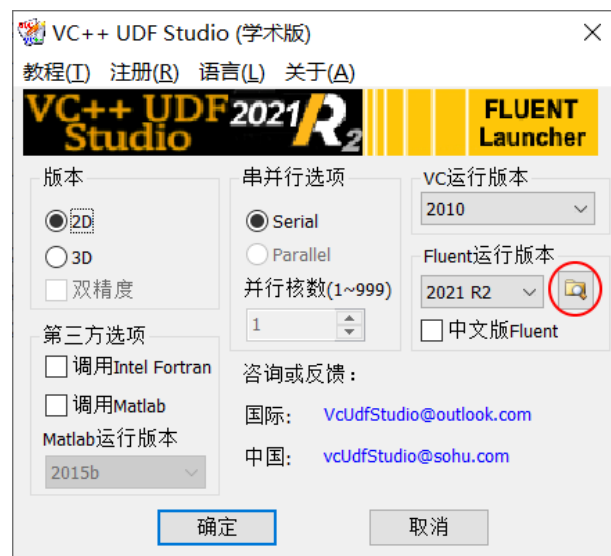 VC++ UDF Studio (学术版)
教程(T) 注册(R) 语言(L) 关于(A)
VC++ UDF Studio 2021 R2
FLUENT Launcher
版本
2D
3D
双精度
第三方选项
调用Intel Fortran
调用Matlab
Matlab运行版本
2015b
串并行选项
Serial
Parallel
并行核数(1~999)
1
VC运行版本
2010
Fluent运行版本
2021 R2
中文版Fluent
咨询或反馈：
国际: VcUdfStudio@outlook.com
中国: vcUdfStudio@sohu.com
确定 取消